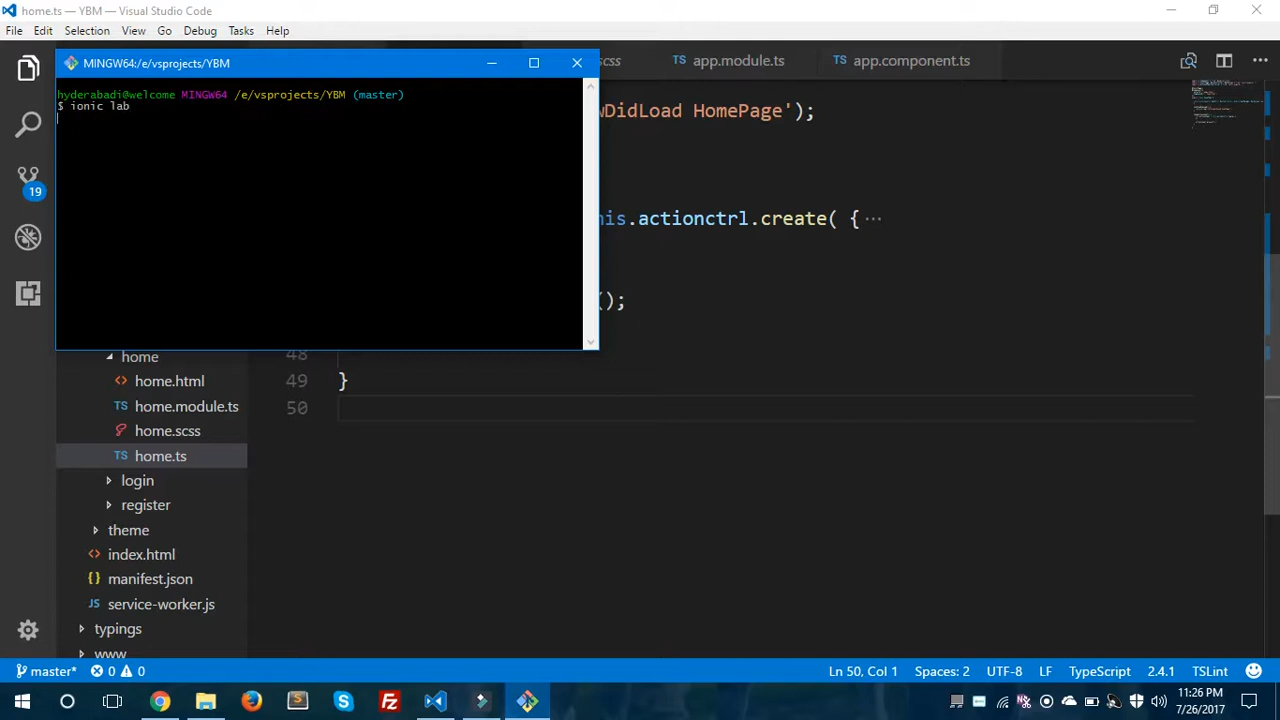 home.ts — YBM — Visual Studio Code
File Edit Selection View Go Debug Tasks Help
MINGW64:/e/vsprojects/YBM
scss
app.module.ts
app.component.ts
hyderabadi@welcome MINGW64 /e/vsprojects/YBM (master)
$ ionic lab
wDidLoad HomePage');
his.actionctrl.create( {···
();
19
home
48
home.html
49 }
home.module.ts
50
home.scss
home.ts
login
register
theme
index.html
manifest.json
service-worker.js
typings
www
master* 0 0 Ln 50, Col 1 Spaces: 2 UTF-8 LF TypeScript 2.4.1 TSLint
11:26 PM
7/26/2017